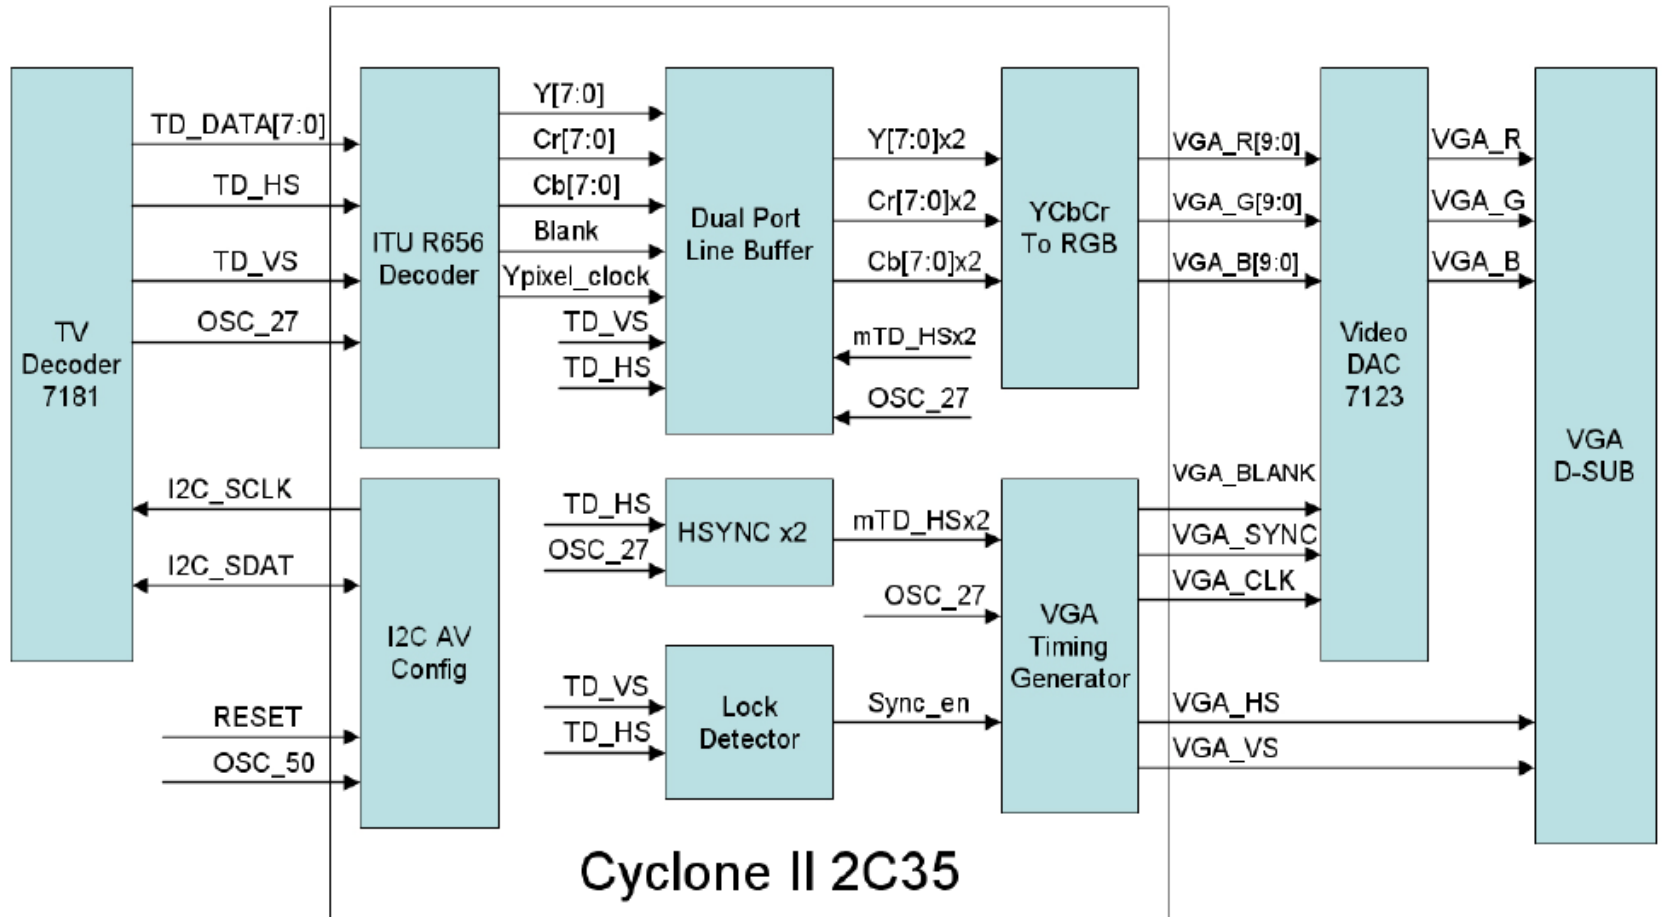 TD_DATA[7:0]
TD_HS
TD_VS
OSC_27
TV
Decoder
7181
I2C_SCLK
I2C_SDAT
RESET
OSC_50
ITU R656
Decoder
I2C AV
Config
Y[7:0]
Cr[7:0]
Cb[7:0]
Blank
Ypixel_clock
TD_VS
TD_HS
Dual Port
Line Buffer
TD_HS
OSC_27
HSYNC x2
TD_VS
TD_HS
Lock
Detector
Y[7:0]x2
Cr[7:0]x2
Cb[7:0]x2
mTD_HSx2
OSC_27
mTD_HSx2
OSC_27
Sync_en
YCbCr
To RGB
VGA
Timing
Generator
VGA_R[9:0]
VGA_G[9:0]
VGA_B[9:0]
VGA_BLANK
VGA_SYNC
VGA_CLK
VGA_HS
VGA_VS
Video
DAC
7123
VGA_R
VGA_G
VGA_B
VGA
D-SUB
Cyclone II 2C35